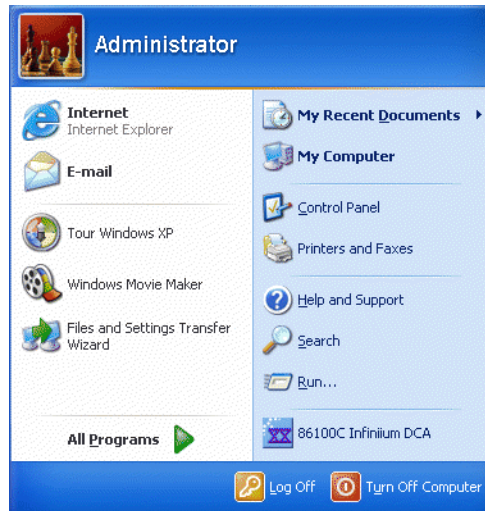 Administrator
Internet
Internet Explorer
E-mail
Tour Windows XP
Windows Movie Maker
Files and Settings Transfer
Wizard
All Programs
My Recent Documents
My Computer
Control Panel
Printers and Faxes
Help and Support
Search
Run...
86100C Infiniium DCA
Log Off
Turn Off Computer